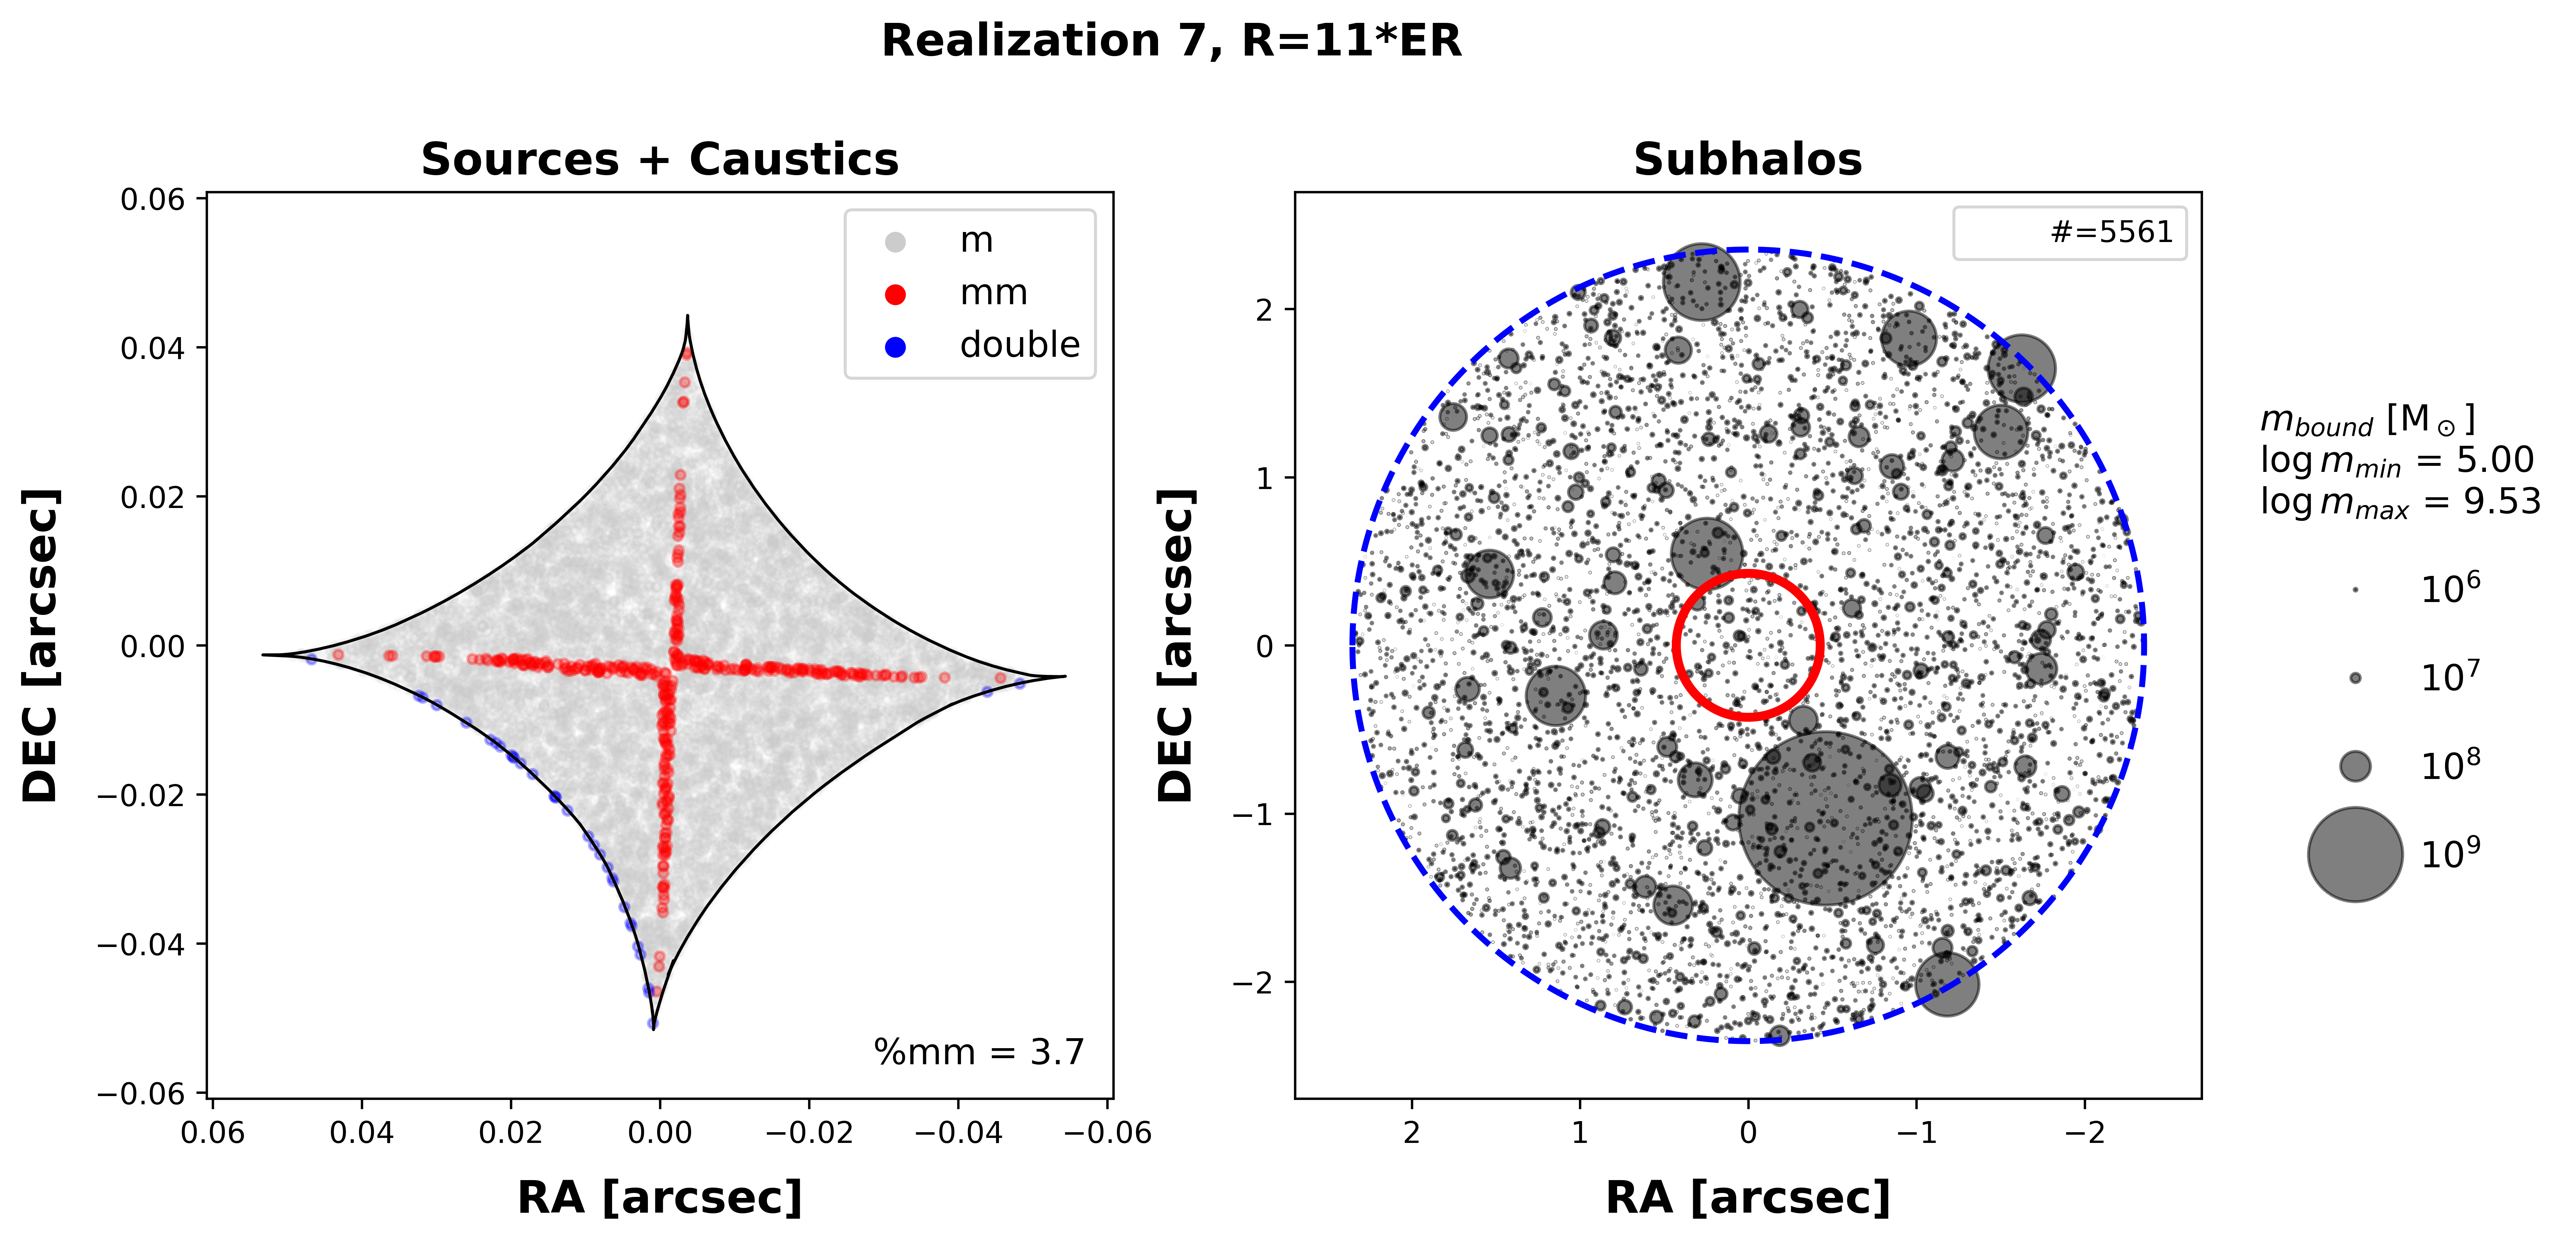 Realization 7, R=11*ER
Sources + Caustics
m
mm
double
%mm = 3.7
0.06
0.04
0.02
0.00
−0.02
−0.04
−0.06
0.06
0.04
0.02
0.00
−0.02
−0.04
−0.06
DEC [arcsec]
RA [arcsec]
Subhalos
#=5561
2
1
0
−1
−2
2
1
0
−1
−2
DEC [arcsec]
RA [arcsec]
m_bound [M_⊙]
log m_min = 5.00
log m_max = 9.53
10^6
10^7
10^8
10^9